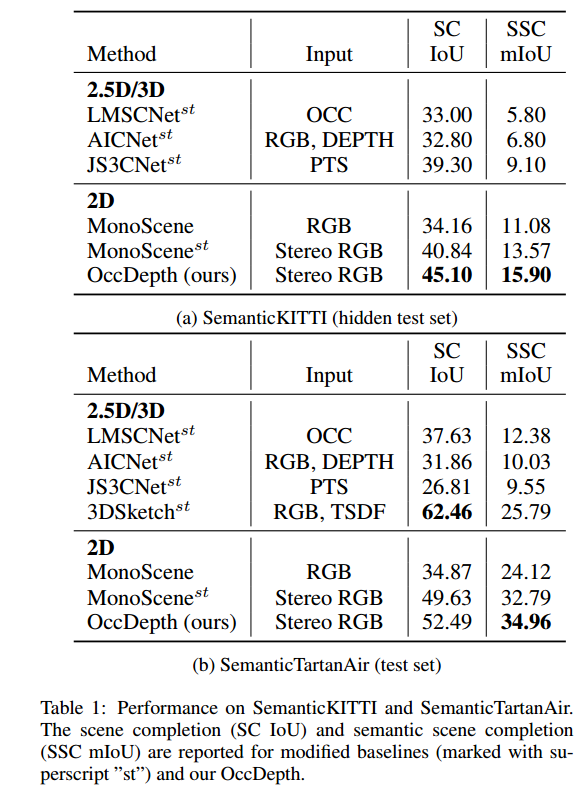 SC SSC
Method Input IoU mIoU
2.5D/3D
LMSCNet^st OCC 33.00 5.80
AICNet^st RGB, DEPTH 32.80 6.80
JS3CNet^st PTS 39.30 9.10
2D
MonoScene RGB 34.16 11.08
MonoScene^st Stereo RGB 40.84 13.57
OccDepth (ours) Stereo RGB 45.10 15.90
(a) SemanticKITTI (hidden test set)
SC SSC
Method Input IoU mIoU
2.5D/3D
LMSCNet^st OCC 37.63 12.38
AICNet^st RGB, DEPTH 31.86 10.03
JS3CNet^st PTS 26.81 9.55
3DSketch^st RGB, TSDF 62.46 25.79
2D
MonoScene RGB 34.87 24.12
MonoScene^st Stereo RGB 49.63 32.79
OccDepth (ours) Stereo RGB 52.49 34.96
(b) SemanticTartanAir (test set)
Table 1: Performance on SemanticKITTI and SemanticTartanAir.
The scene completion (SC IoU) and semantic scene completion
(SSC mIoU) are reported for modified baselines (marked with su-
perscript ”st”) and our OccDepth.